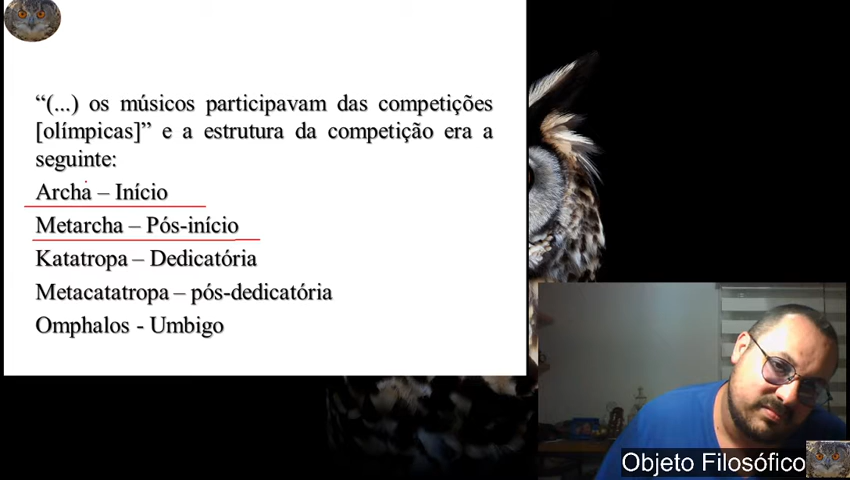 “(...) os músicos participavam das competições
[olímpicas]” e a estrutura da competição era a
seguinte:
Archa – Início
Metarcha – Pós-início
Katatropa – Dedicatória
Metacatatropa – pós-dedicatória
Omphalos - Umbigo
Objeto Filosófico